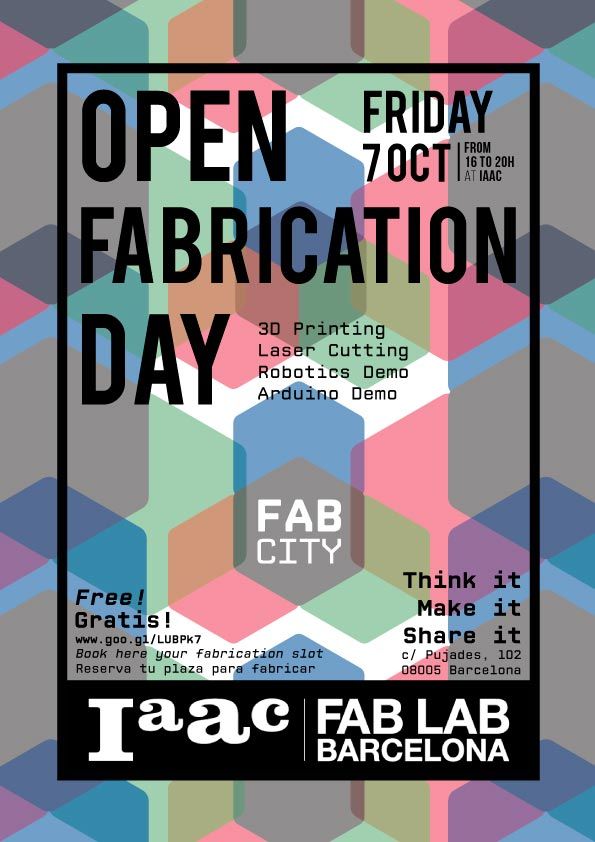 OPEN
FABRICATION
DAY
FRIDAY
7 OCT
FROM
16 TO 20H
AT IAAC
3D Printing
Laser Cutting
Robotics Demo
Arduino Demo
FAB
CITY
Free!
Gratis!
www.goo.gl/LUBPk7
Book here your fabrication slot
Reserva tu plaza para fabricar
Think it
Make it
Share it
c/ Pujades, 102
08005 Barcelona
Iaac
FAB LAB
BARCELONA